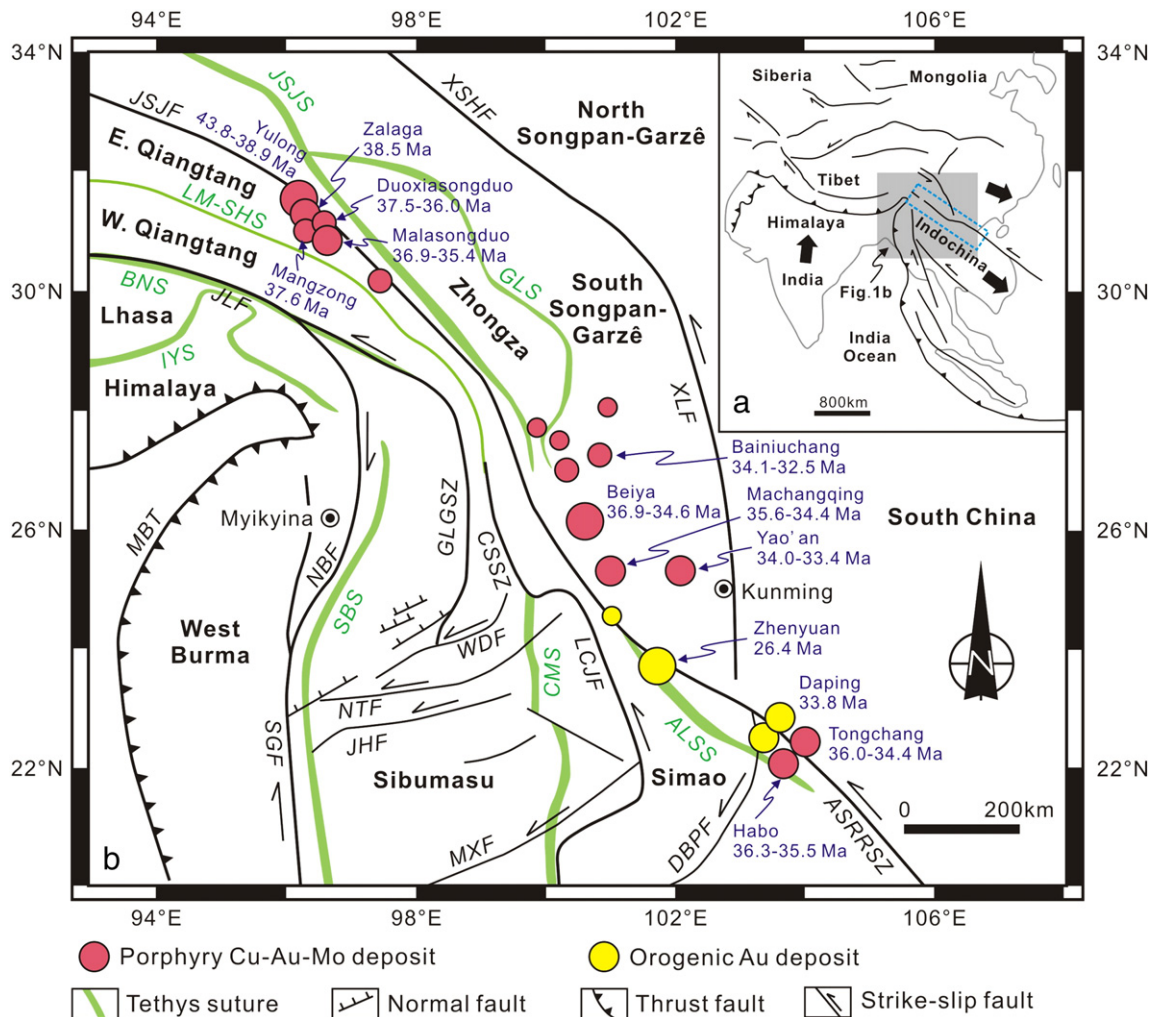 94°E 98°E 102°E 106°E
34°N
34°N
30°N
30°N
26°N
26°N
22°N
22°N
JSJS
XSHF
JSJF
North
Songpan-Garzê
E. Qiangtang
Yulong
43.8-38.9 Ma
Zalaga
38.5 Ma
Duoxiasongduo
37.5-36.0 Ma
Malasongduo
36.9-35.4 Ma
Mangzong
37.6 Ma
LM-SHS
W. Qiangtang
BNS
JLF
Lhasa
IYS
Himalaya
Zhongza
GLS
South
Songpan-
Garzê
XLF
Siberia
Mongolia
Tibet
Himalaya
India
Indochina
Fig.1b
India
Ocean
a
800km
Bainiuchang
34.1-32.5 Ma
Beiya
36.9-34.6 Ma
Machangqing
35.6-34.4 Ma
Yao' an
34.0-33.4 Ma
South China
Kunming
MBT
Myikyina
NBF
GLGSZ
CSSZ
SBS
West
Burma
WDF
NTF
JHF
SGF
CMS
LCJF
Sibumasu
Simao
MXF
DBPF
ALSS
ASRRSZ
Zhenyuan
26.4 Ma
Daping
33.8 Ma
Tongchang
36.0-34.4 Ma
Habo
36.3-35.5 Ma
N
0 200km
b
94°E 98°E 102°E 106°E
Porphyry Cu-Au-Mo deposit
Orogenic Au deposit
Tethys suture
Normal fault
Thrust fault
Strike-slip fault